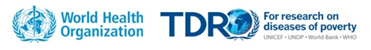 World Health
Organization
TDR
For research on
diseases of poverty
UNICEF • UNDP • World Bank • WHO